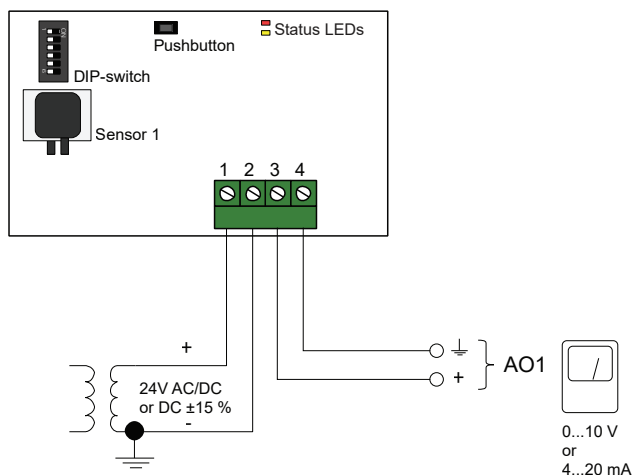 Pushbutton
Status LEDs
DIP-switch
Sensor 1
1 2 3 4
+
24V AC/DC
or DC ±15 %
-
+
AO1
0...10 V
or
4...20 mA